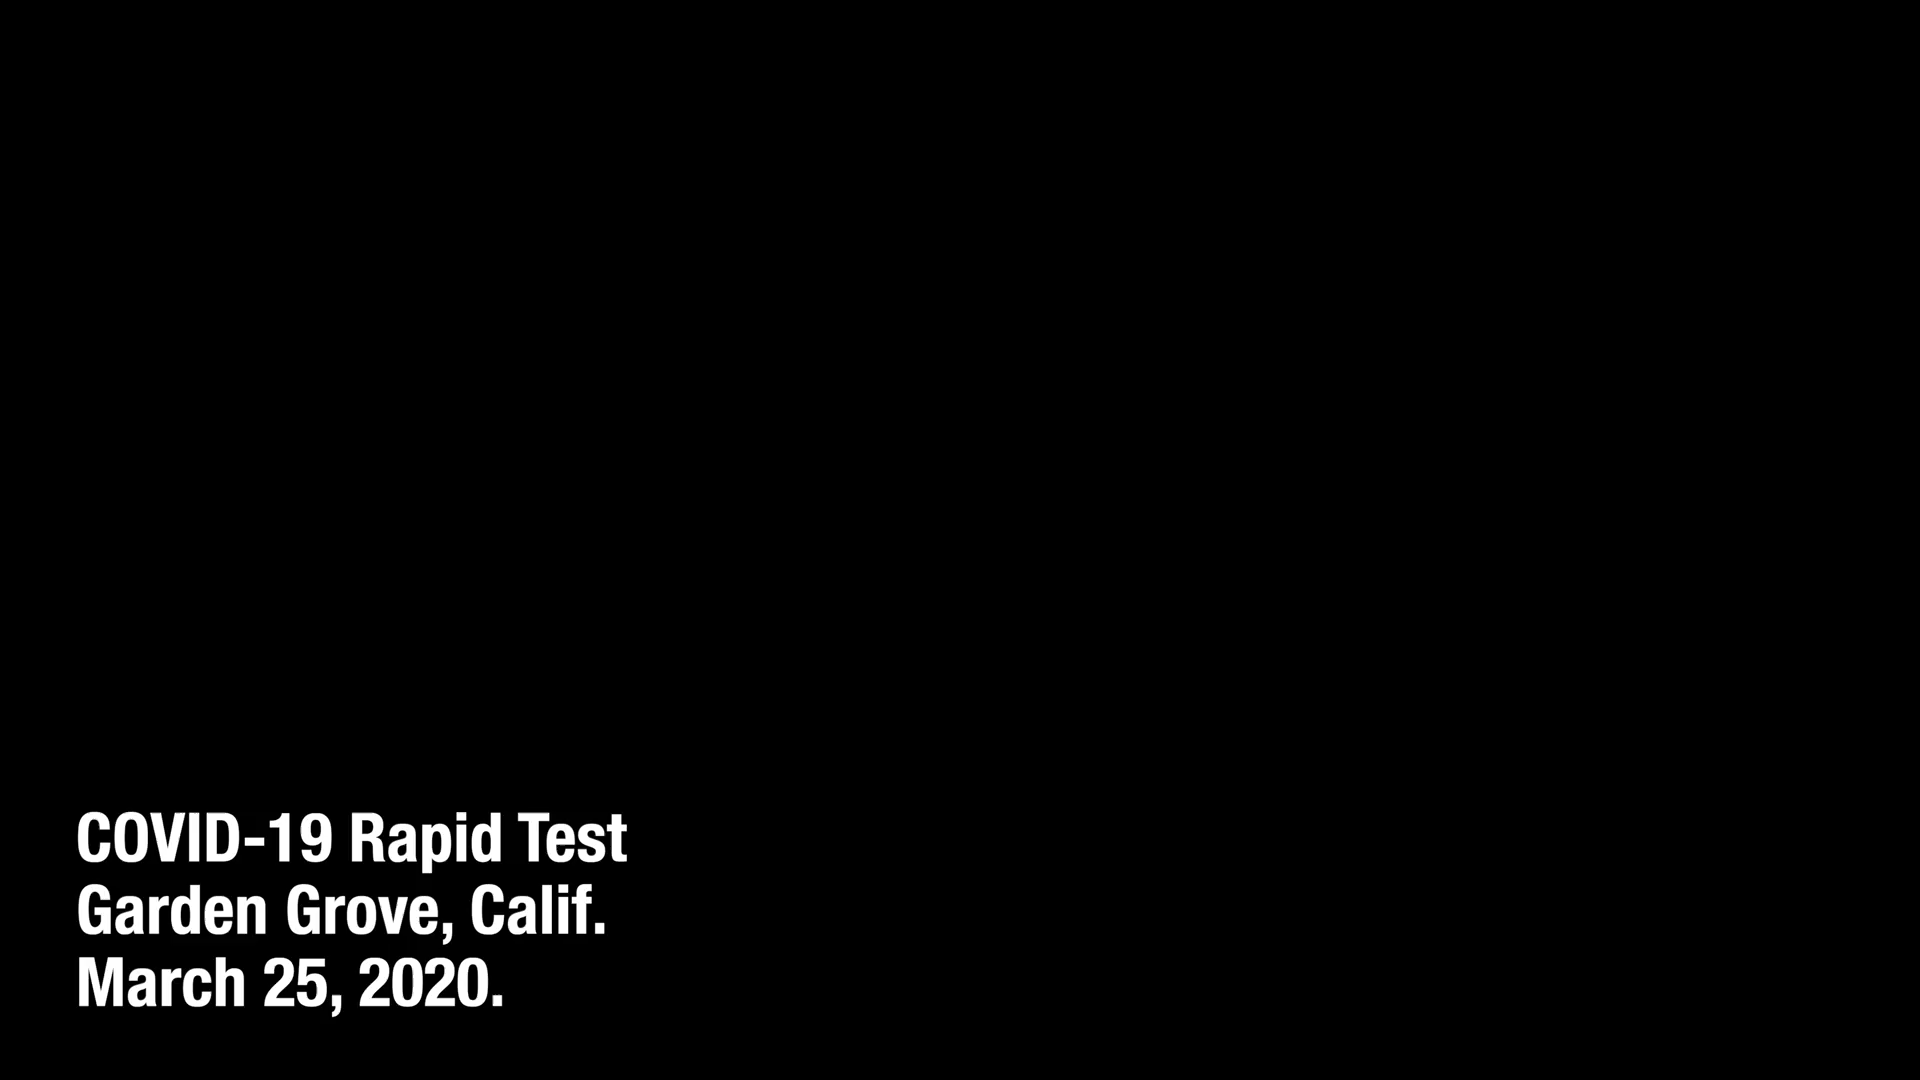 COVID-19 Rapid Test
Garden Grove, Calif.
March 25, 2020.